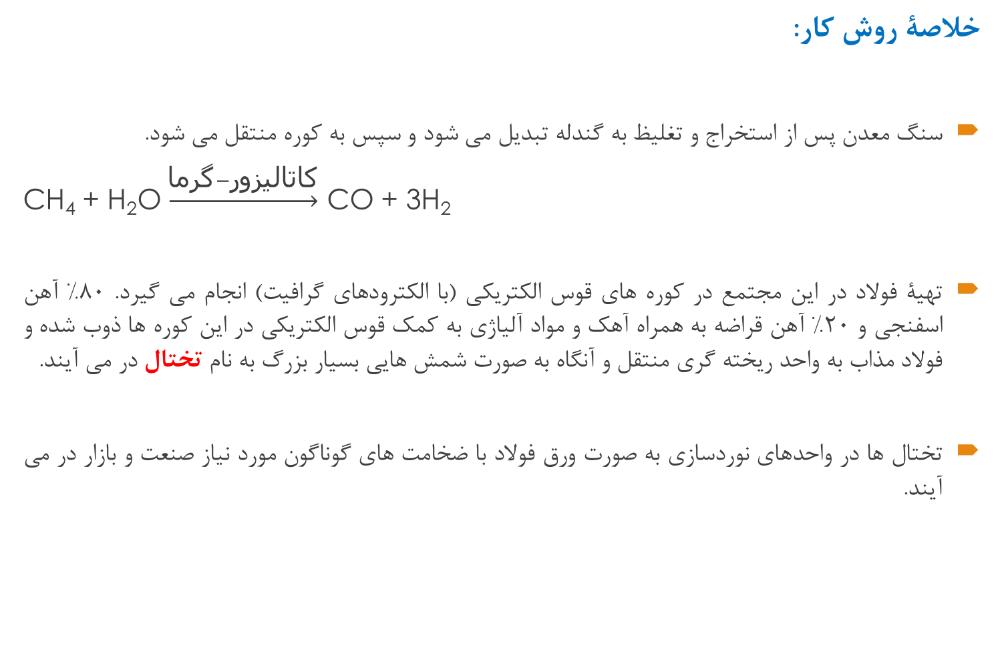 خلاصهٔ روش کار:
سنگ معدن پس از استخراج و تغلیظ به گندله تبدیل می شود و سپس به کوره منتقل می شود.
کاتالیزور-گرما
CH₄ + H₂O ⟶ CO + 3H₂
تهیهٔ فولاد در این مجتمع در کوره های قوس الکتریکی (با الکترودهای گرافیت) انجام می گیرد. ۸۰٪ آهن
اسفنجی و ۲۰٪ آهن قراضه به همراه آهک و مواد آلیاژی به کمک قوس الکتریکی در این کوره ها ذوب شده و
فولاد مذاب به واحد ریخته گری منتقل و آنگاه به صورت شمش هایی بسیار بزرگ به نام تختال در می آیند.
تختال ها در واحدهای نوردسازی به صورت ورق فولاد با ضخامت های گوناگون مورد نیاز صنعت و بازار در می
آیند.